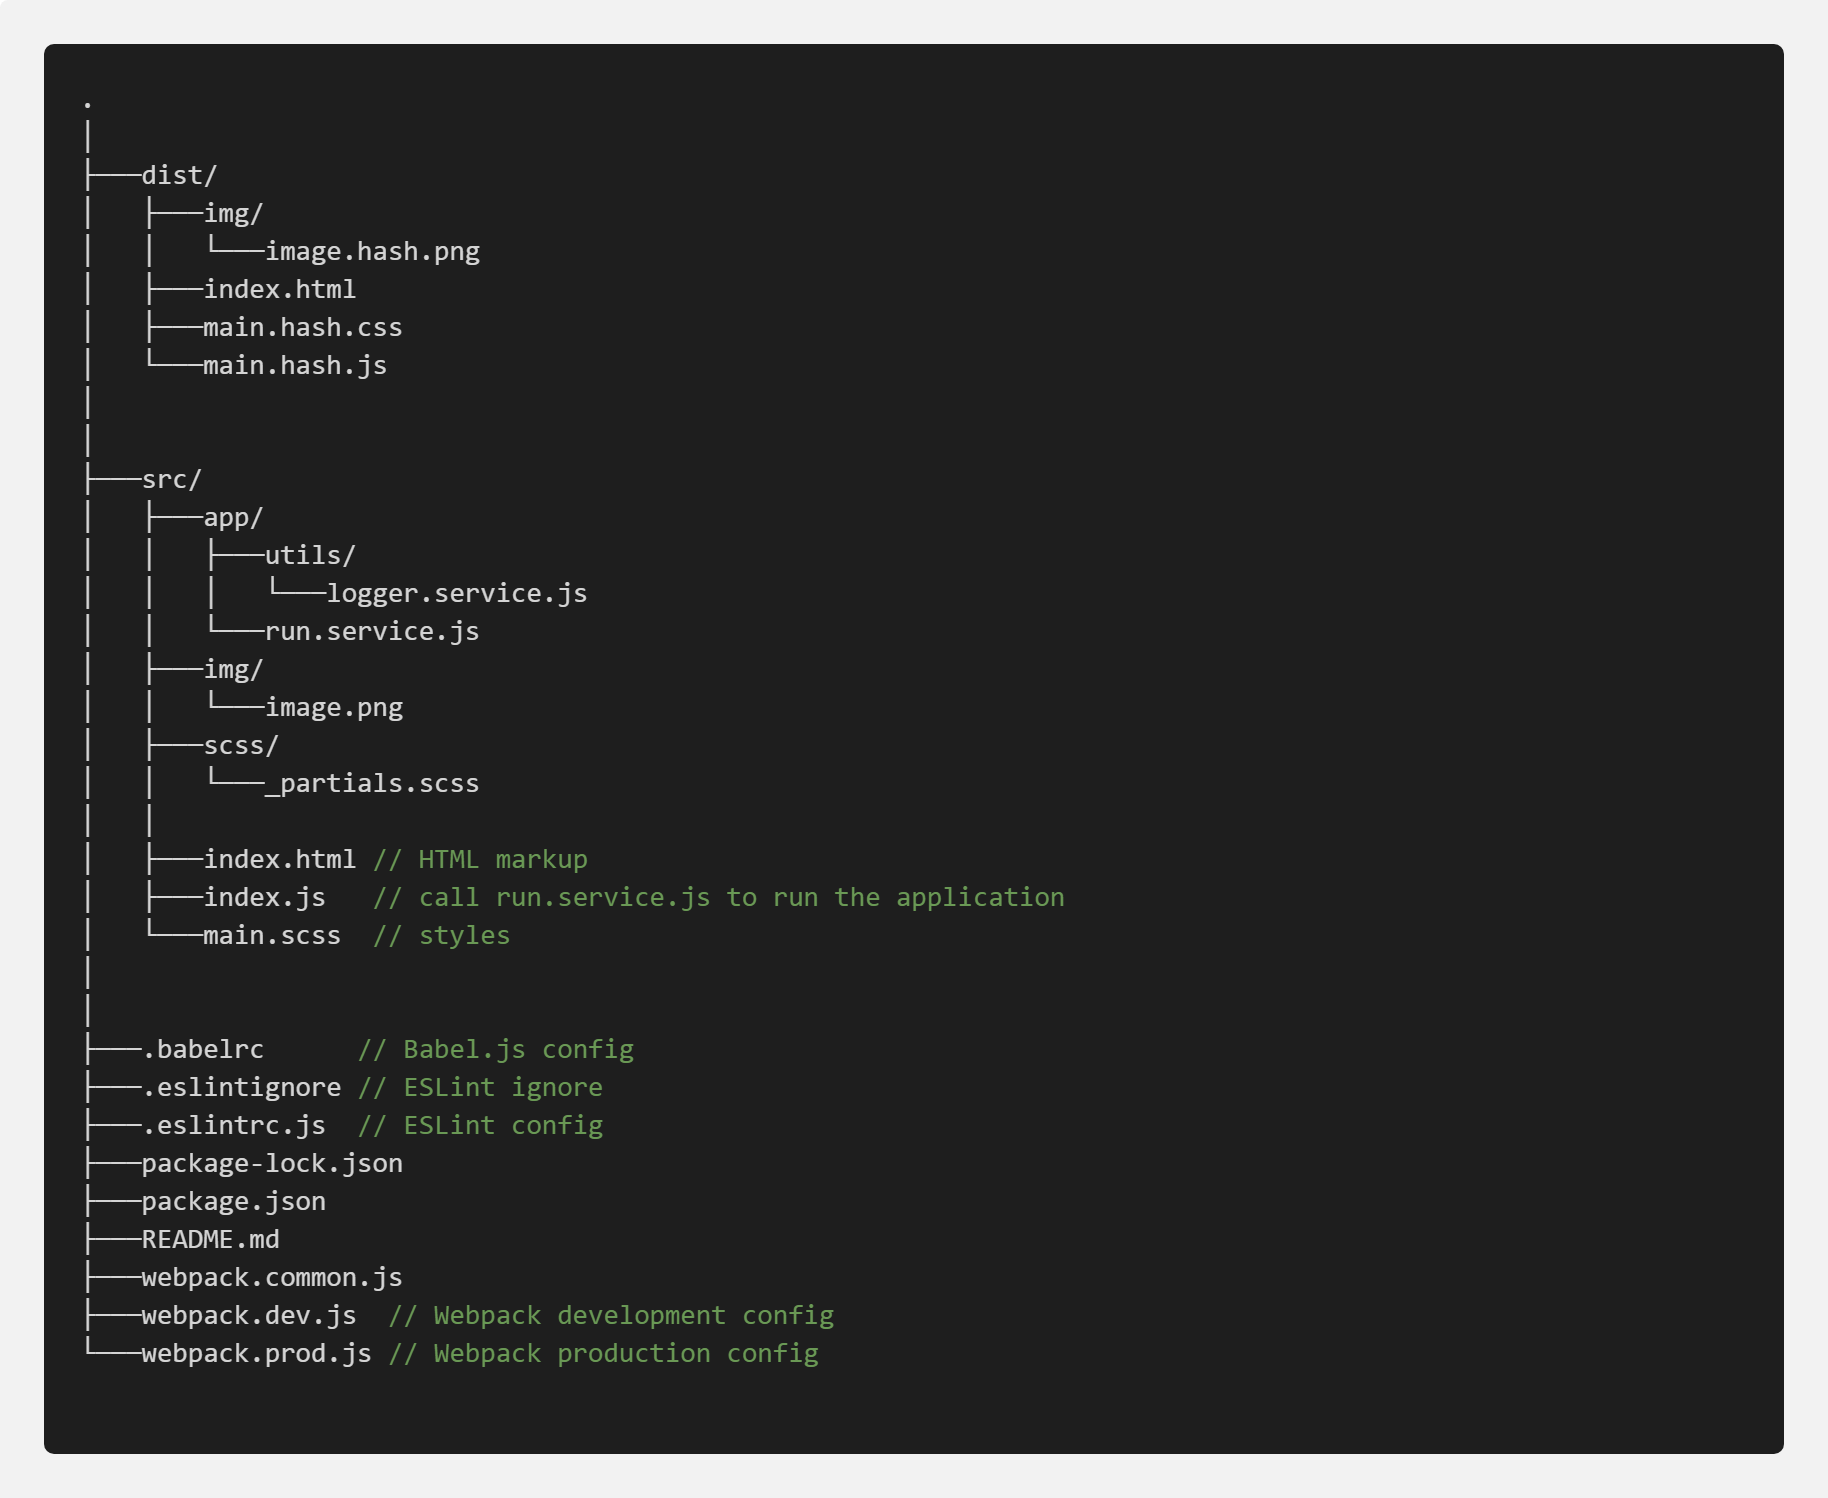 .
│
├───dist/
│   ├───img/
│   │   └───image.hash.png
│   ├───index.html
│   ├───main.hash.css
│   └───main.hash.js
│
│
├───src/
│   ├───app/
│   │   ├───utils/
│   │   │   └───logger.service.js
│   │   └───run.service.js
│   ├───img/
│   │   └───image.png
│   ├───scss/
│   │   └───_partials.scss
│   │
│   ├───index.html // HTML markup
│   ├───index.js   // call run.service.js to run the application
│   └───main.scss  // styles
│
│
├───.babelrc      // Babel.js config
├───.eslintignore // ESLint ignore
├───.eslintrc.js  // ESLint config
├───package-lock.json
├───package.json
├───README.md
├───webpack.common.js
├───webpack.dev.js  // Webpack development config
└───webpack.prod.js // Webpack production config